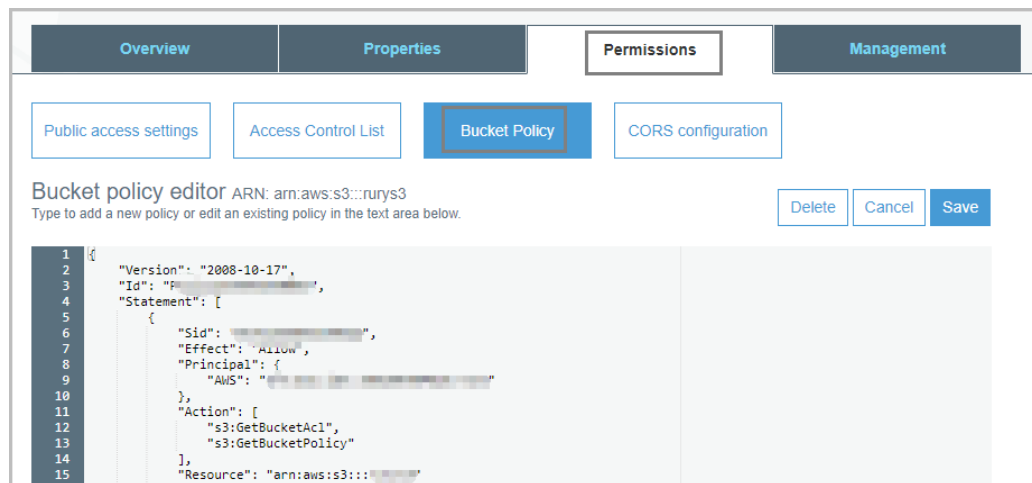 Overview Properties Permissions Management
Public access settings Access Control List Bucket Policy CORS configuration
Bucket policy editor ARN: arn:aws:s3:::rurys3
Type to add a new policy or edit an existing policy in the text area below.
Delete Cancel Save
1 {
2 "Version": "2008-10-17",
3 "Id": "P ",
4 "Statement": [
5 {
6 "Sid": ",
7 "Effect": "Allow",
8 "Principal": {
9 "AWS": " "
10 },
11 "Action": [
12 "s3:GetBucketAcl",
13 "s3:GetBucketPolicy"
14 ],
15 "Resource": "arn:aws:s3:::